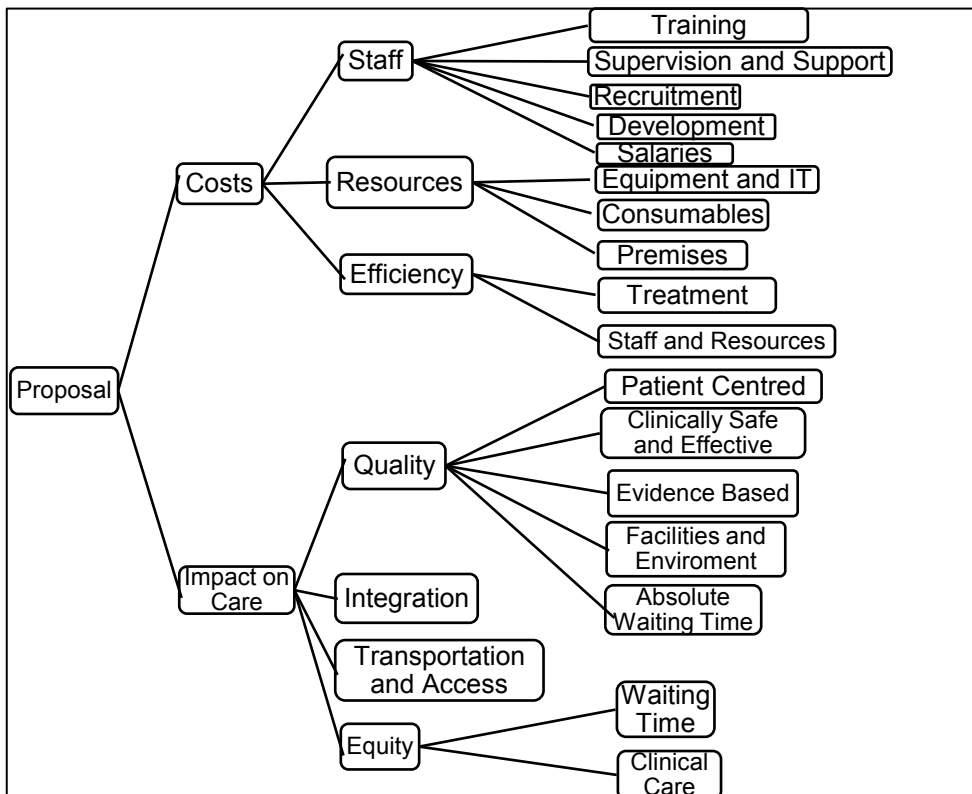 Proposal
Costs
Staff
Training
Supervision and Support
Recruitment
Development
Salaries
Resources
Equipment and IT
Consumables
Premises
Efficiency
Treatment
Staff and Resources
Impact on
Care
Quality
Patient Centred
Clinically Safe
and Effective
Evidence Based
Facilities and
Enviroment
Absolute
Waiting Time
Integration
Transportation
and Access
Equity
Waiting
Time
Clinical
Care